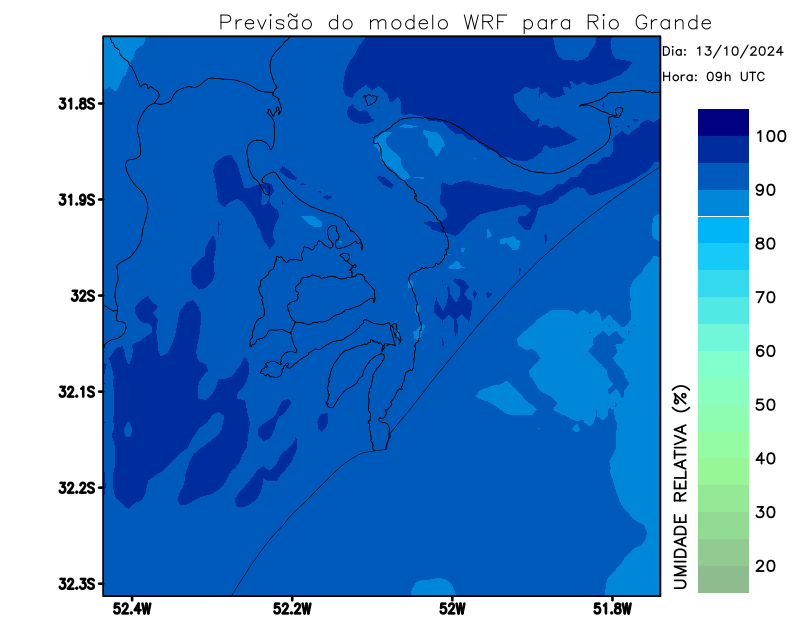 Previsão do modelo WRF para Rio Grande
Dia: 13/10/2024
Hora: 09h UTC
31.8S
31.9S
32S
32.1S
32.2S
32.3S
52.4W
52.2W
52W
51.8W
100
90
80
70
60
50
40
30
20
UMIDADE RELATIVA (%)